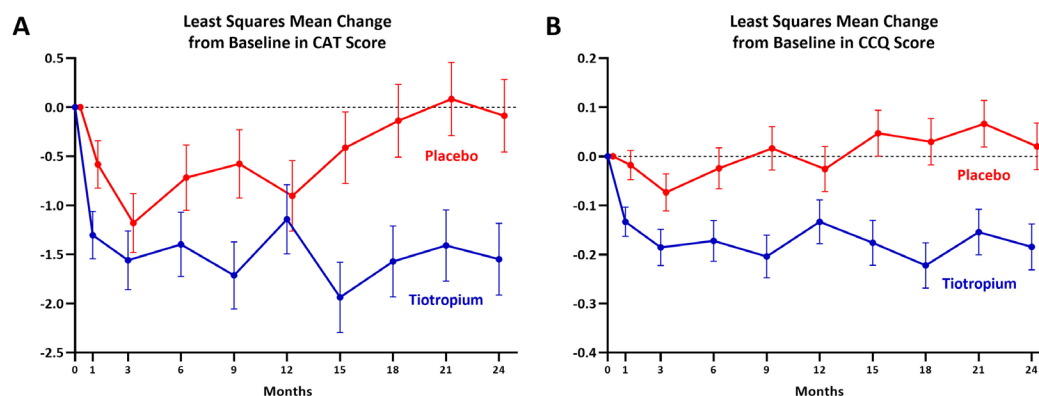 A
Least Squares Mean Change
from Baseline in CAT Score
0.5
0.0
-0.5
-1.0
-1.5
-2.0
-2.5
Placebo
Tiotropium
0 1 3 6 9 12 15 18 21 24
Months
B
Least Squares Mean Change
from Baseline in CCQ Score
0.2
0.1
0.0
-0.1
-0.2
-0.3
-0.4
Placebo
Tiotropium
0 1 3 6 9 12 15 18 21 24
Months